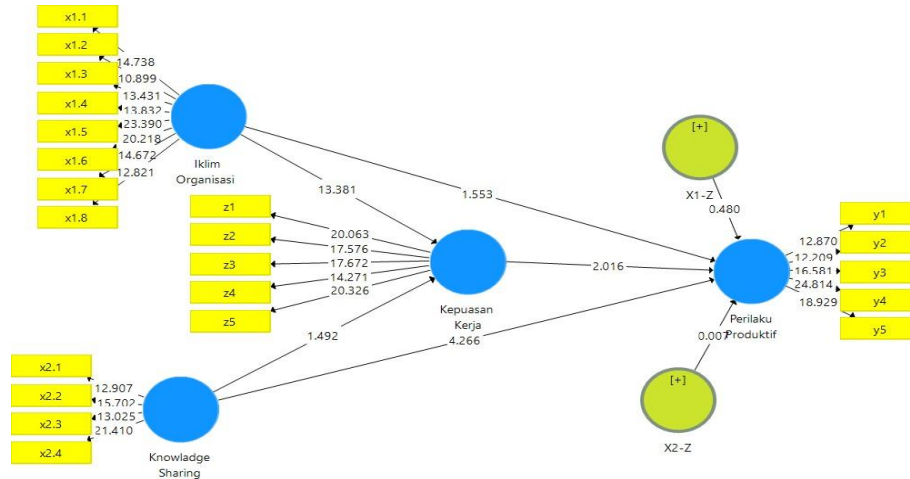 x1.1
x1.2
x1.3
x1.4
x1.5
x1.6
x1.7
x1.8
14.738
10.899
13.431
13.832
23.390
20.218
14.672
12.821
Iklim
Organisasi
13.381
1.553
[+]
X1-Z
0.480
z1
z2
z3
z4
z5
20.063
17.576
17.672
14.271
20.326
Kepuasan
Kerja
2.016
y1
y2
y3
y4
y5
12.870
12.209
16.581
24.814
18.929
Perilaku
Produktif
1.492
4.266
0.007
[+]
X2-Z
x2.1
x2.2
x2.3
x2.4
12.907
15.702
13.025
21.410
Knowladge
Sharing